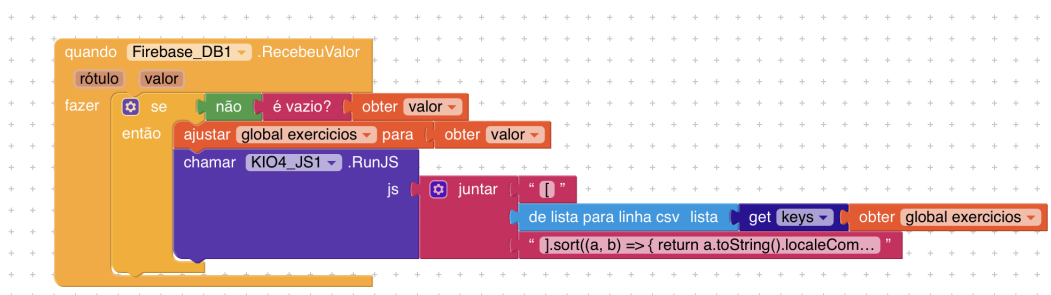 quando Firebase_DB1 .RecebeuValor
rótulo valor
fazer se não é vazio? obter valor
então ajustar global exercicios para obter valor
chamar KIO4_JS1 .RunJS
js juntar " [ "
de lista para linha csv lista get keys obter global exercicios
" ].sort((a, b) => { return a.toString().localeCom… "